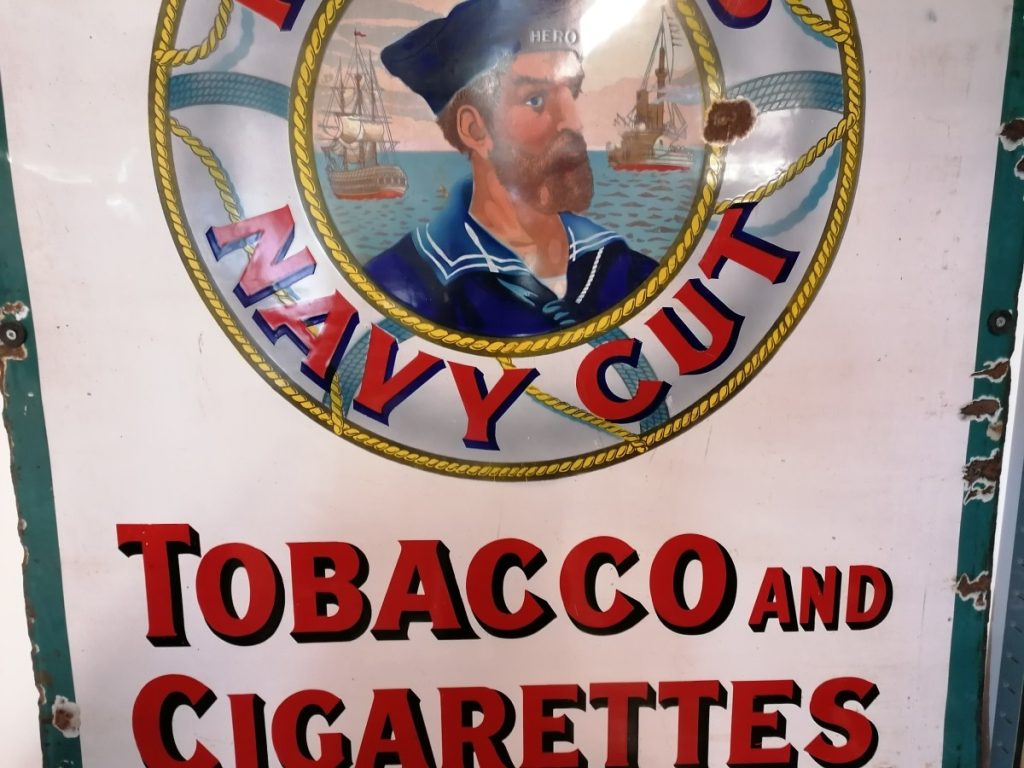 HERO
NAVY CUT
TOBACCO AND
CIGARETTES